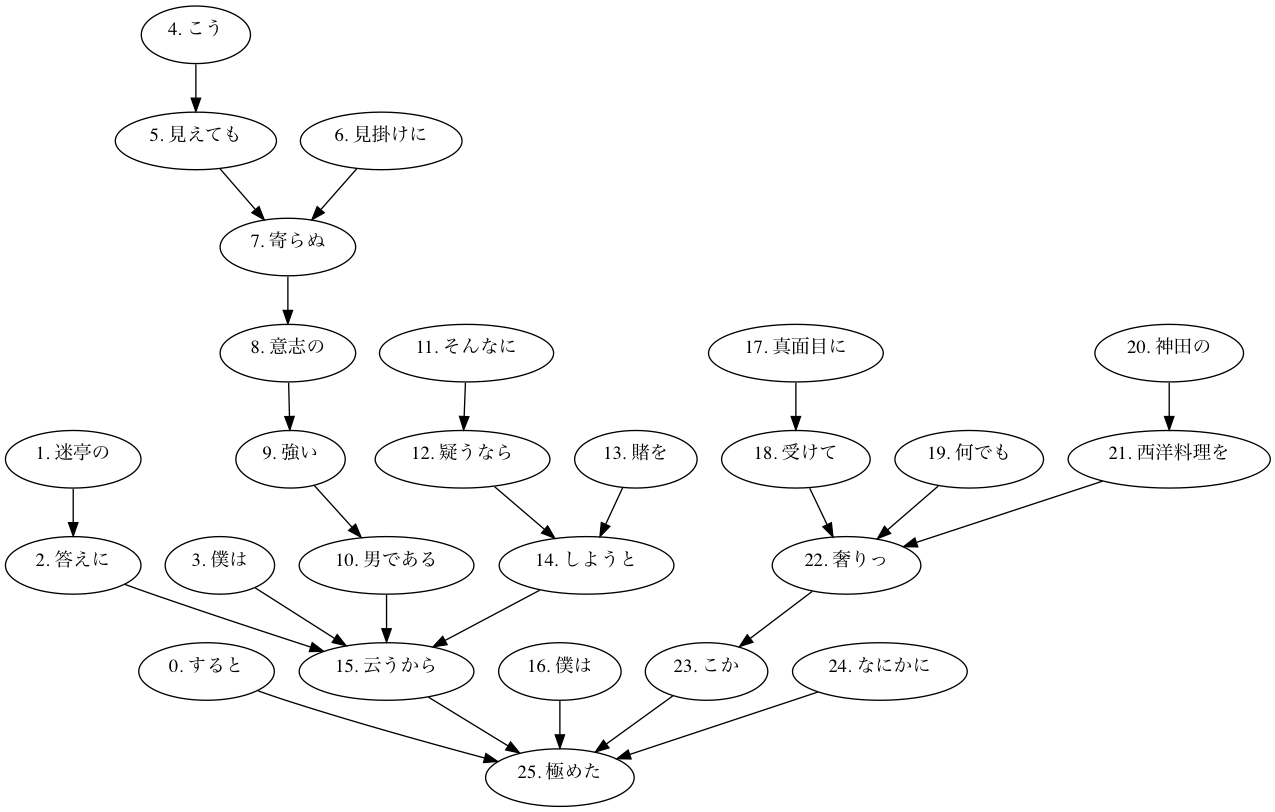 4. こう
5. 見えても
6. 見掛けに
7. 寄らぬ
8. 意志の
11. そんなに
17. 真面目に
20. 神田の
1. 迷亭の
9. 強い
12. 疑うなら
13. 賭を
18. 受けて
19. 何でも
21. 西洋料理を
2. 答えに
3. 僕は
10. 男である
14. しようと
22. 奢りっ
0. すると
15. 云うから
16. 僕は
23. こか
24. なにかに
25. 極めた